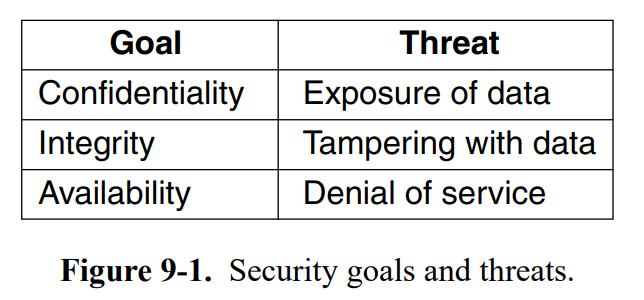 Goal Threat
Confidentiality Exposure of data
Integrity Tampering with data
Availability Denial of service
Figure 9-1. Security goals and threats.